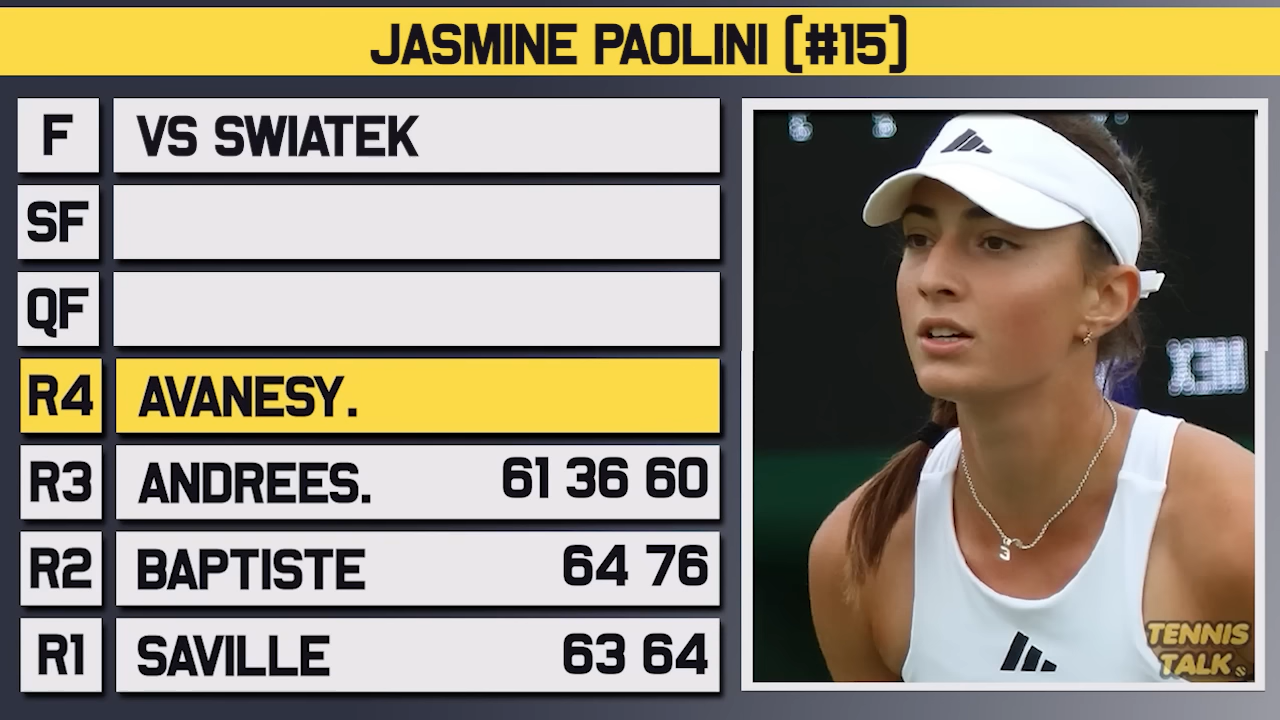 JASMINE PAOLINI (#15)
F VS SWIATEK
SF
QF
R4 AVANESY.
R3 ANDREES. 61 36 60
R2 BAPTISTE 64 76
R1 SAVILLE 63 64
TENNIS
TALK